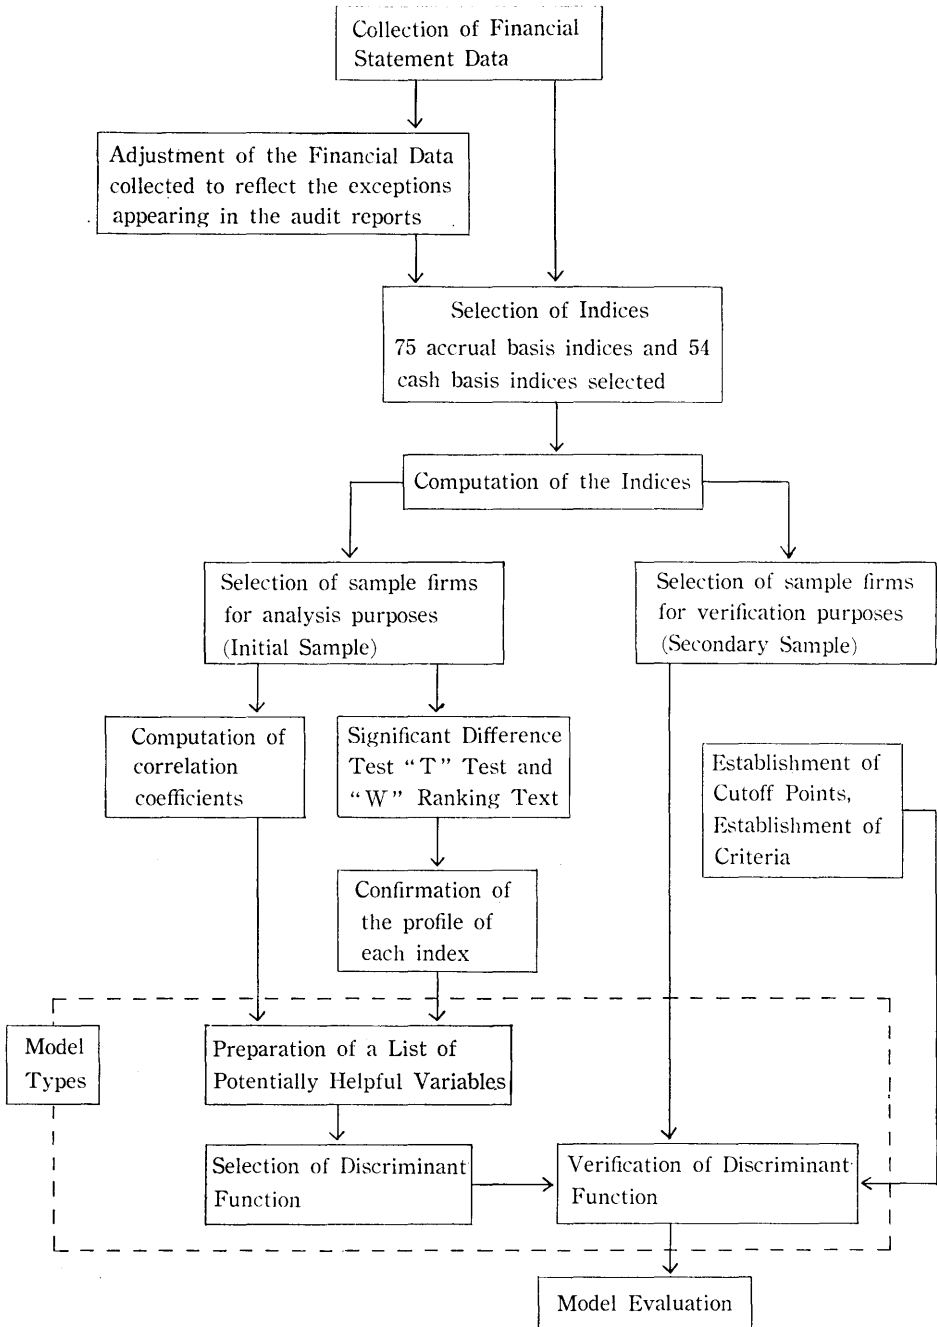 Collection of Financial
Statement Data
Adjustment of the Financial Data
collected to reflect the exceptions
appearing in the audit reports
Selection of Indices
75 accrual basis indices and 54
cash basis indices selected
Computation of the Indices
Selection of sample firms
for analysis purposes
(Initial Sample)
Selection of sample firms
for verification purposes
(Secondary Sample)
Computation of
correlation
coefficients
Significant Difference
Test “T” Test and
“W” Ranking Text
Establishment of
Cutoff Points,
Establishment of
Criteria
Confirmation of
the profile of
each index
Model
Types
Preparation of a List of
Potentially Helpful Variables
Selection of Discriminant
Function
Verification of Discriminant
Function
Model Evaluation